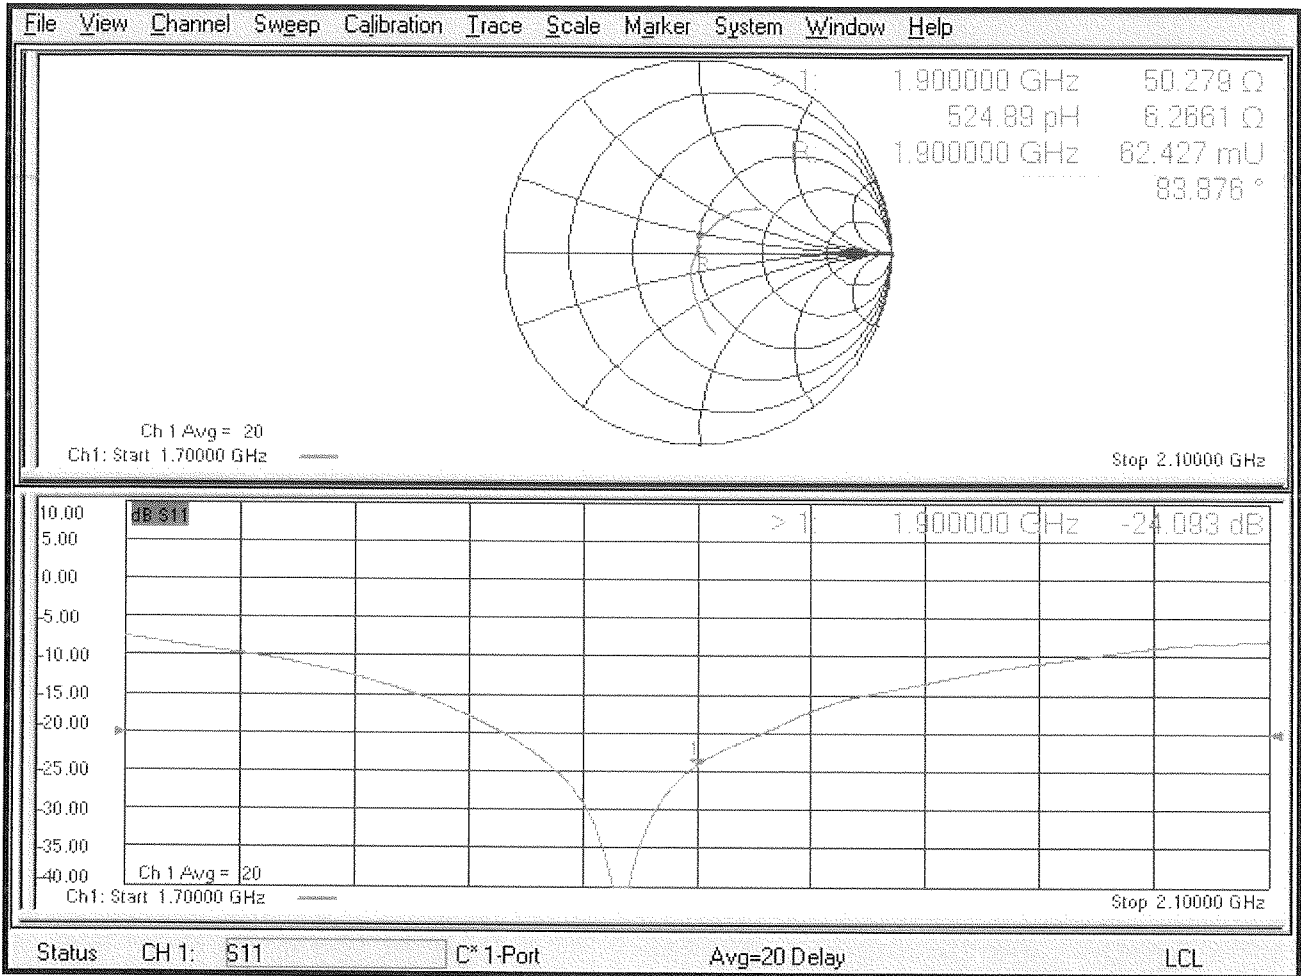 File View Channel Sweep Calibration Trace Scale Marker System Window Help
> 1: 1.900000 GHz 50.279 Ω
524.89 pH 6.2661 Ω
R: 1.900000 GHz 62.427 mU
83.876 °
R
Ch 1 Avg = 20
Ch1: Start 1.70000 GHz
Stop 2.10000 GHz
10.00
dB S11
> 1: 1.900000 GHz -24.093 dB
5.00
0.00
-5.00
-10.00
-15.00
-20.00
1
-25.00
-30.00
-35.00
-40.00
Ch 1 Avg = 20
Ch1: Start 1.70000 GHz
Stop 2.10000 GHz
Status CH 1: S11 C* 1-Port Avg=20 Delay LCL